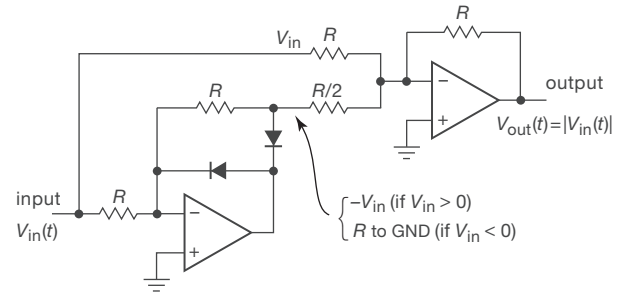 R
V_in R
R R/2
− +
output
V_out(t)=|V_in(t)|
input
V_in(t)
R
− +
−V_in (if V_in > 0)
R to GND (if V_in < 0)